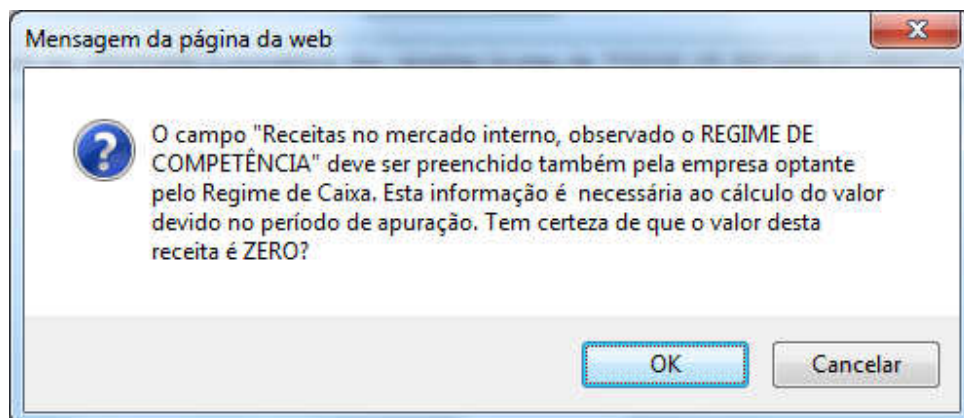 Mensagem da página da web
O campo "Receitas no mercado interno, observado o REGIME DE
COMPETÊNCIA" deve ser preenchido também pela empresa optante
pelo Regime de Caixa. Esta informação é  necessária ao cálculo do valor
devido no período de apuração. Tem certeza de que o valor desta
receita é ZERO?
OK
Cancelar